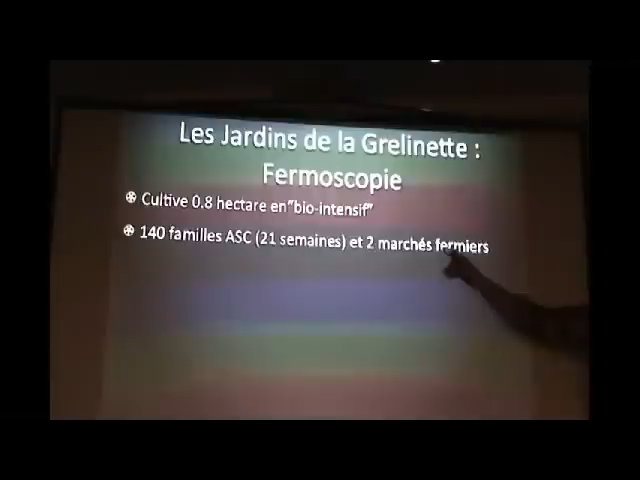 Les Jardins de la Grelinette :
Fermoscopie
Cultive 0.8 hectare en"bio-intensif"
140 familles ASC (21 semaines) et 2 marchés fermiers